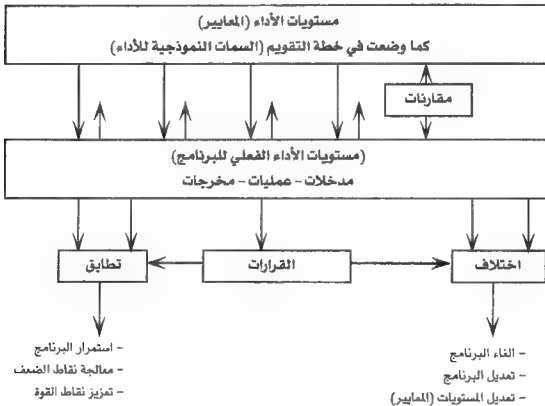 مستويات الأداء (المعايير)
كما وضعت في خطة التقويم (السمات النموذجية للأداء)
مقارنات
(مستويات الأداء الفعلي للبرنامج)
مدخلات - عمليات - مخرجات
تطابق
القرارات
اختلاف
- استمرار البرنامج
- معالجة نقاط الضعف
- تعزيز نقاط القوة
- الغاء البرنامج
- تعديل البرنامج
- تعديل المستويات (المعايير)